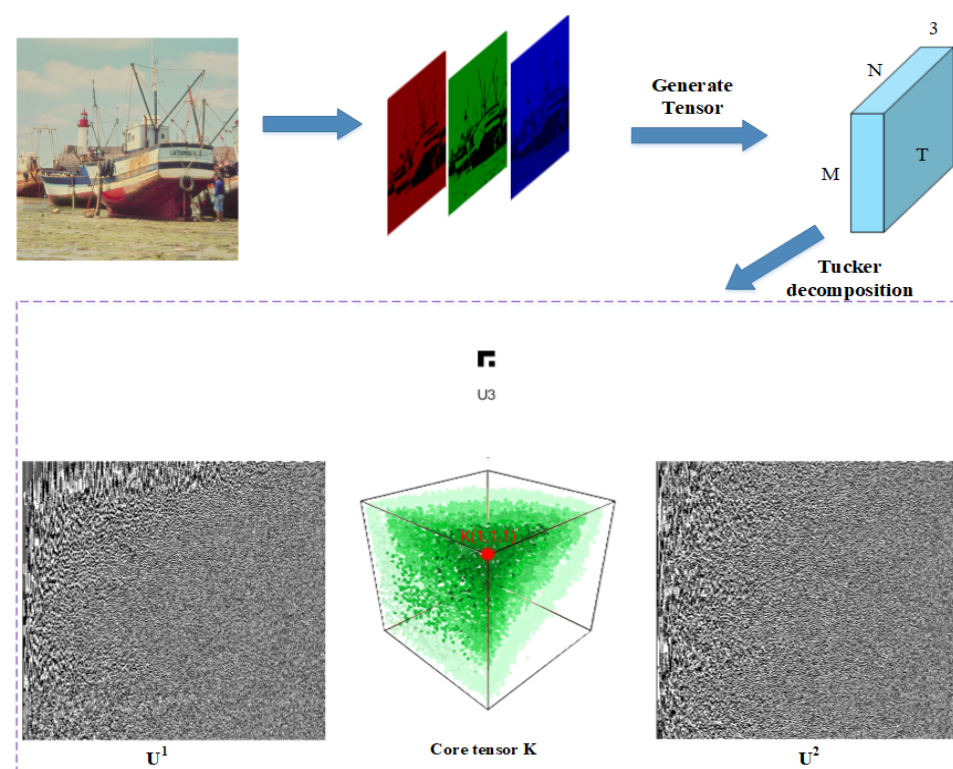 3
N
Generate
Tensor
M
T
Tucker
decomposition
U3
K(1,1,1)
U¹
Core tensor K
U²